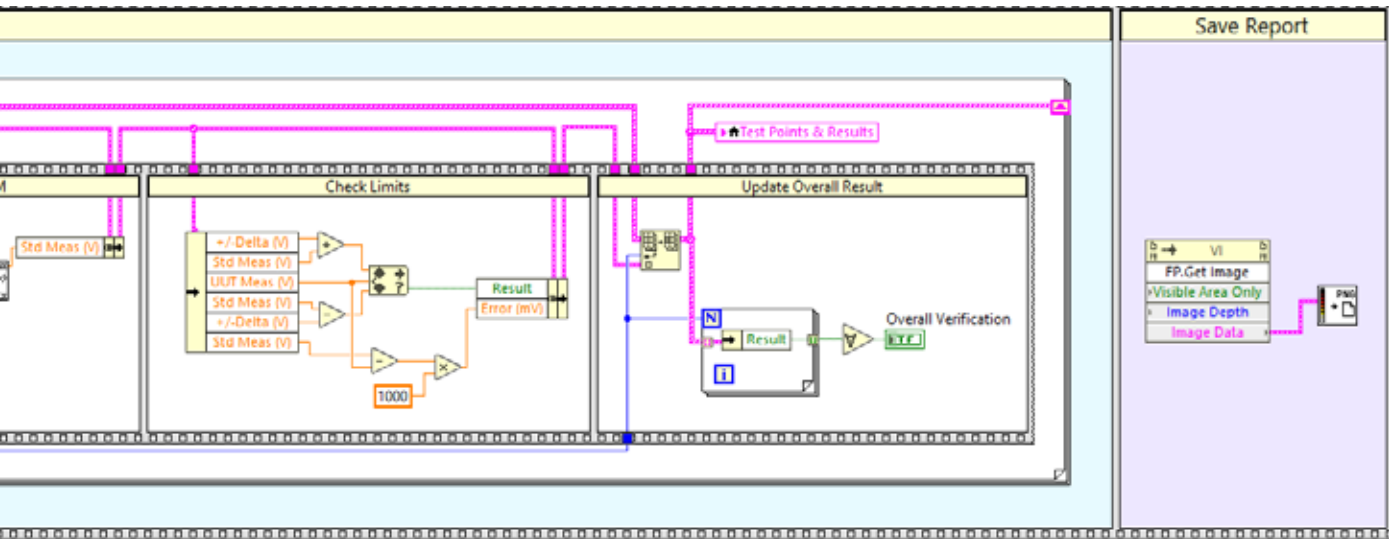 Save Report
Test Points & Results
M
Check Limits
Update Overall Result
Std Meas (V)
+/-Delta (V)
Std Meas (V)
UUT Meas (V)
Std Meas (V)
+/-Delta (V)
Std Meas (V)
?
Result
Error (mV)
1000
N
Result
i
Overall Verification
TF
VI
FP.Get Image
Visible Area Only
Image Depth
Image Data
PNG